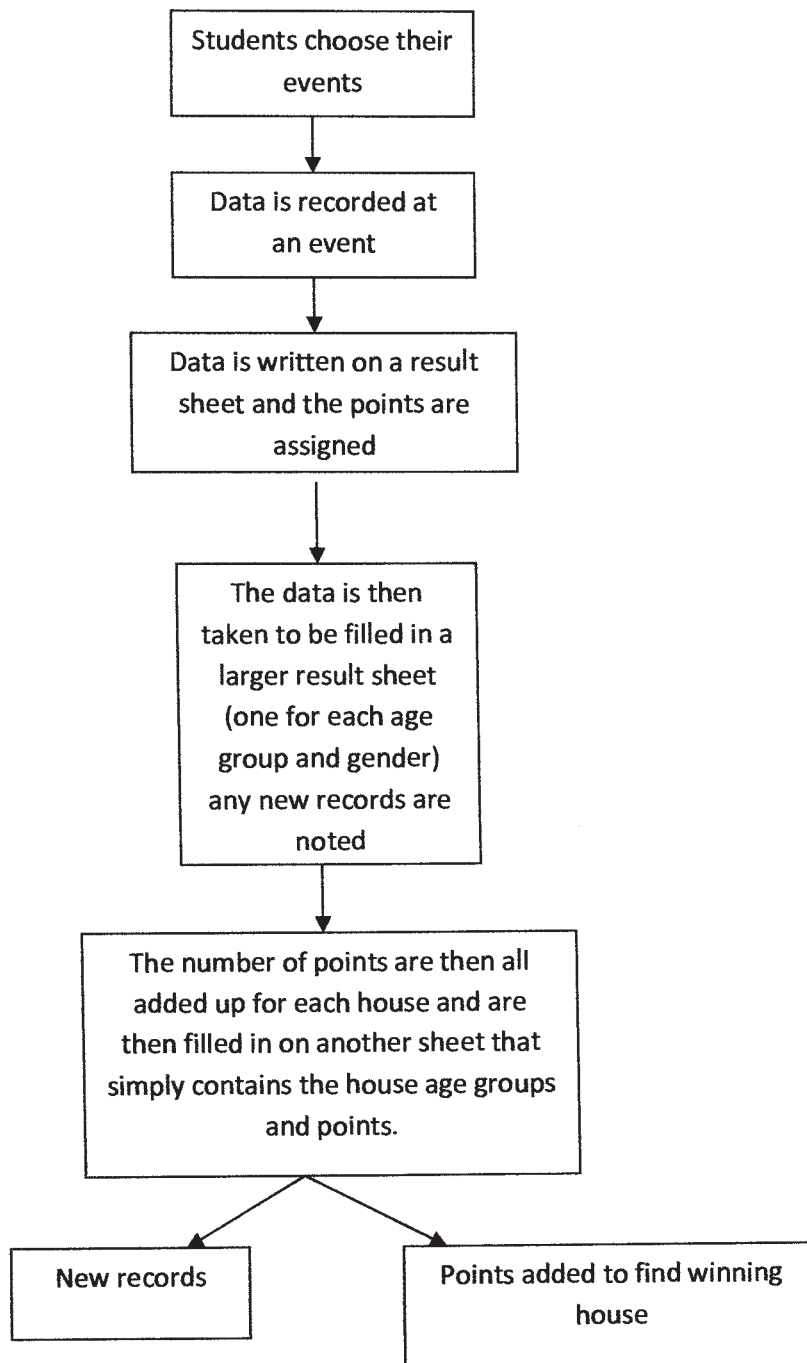 Students choose their
events
Data is recorded at
an event
Data is written on a result
sheet and the points are
assigned
The data is then
taken to be filled in a
larger result sheet
(one for each age
group and gender)
any new records are
noted
The number of points are then all
added up for each house and are
then filled in on another sheet that
simply contains the house age groups
and points.
New records
Points added to find winning
house